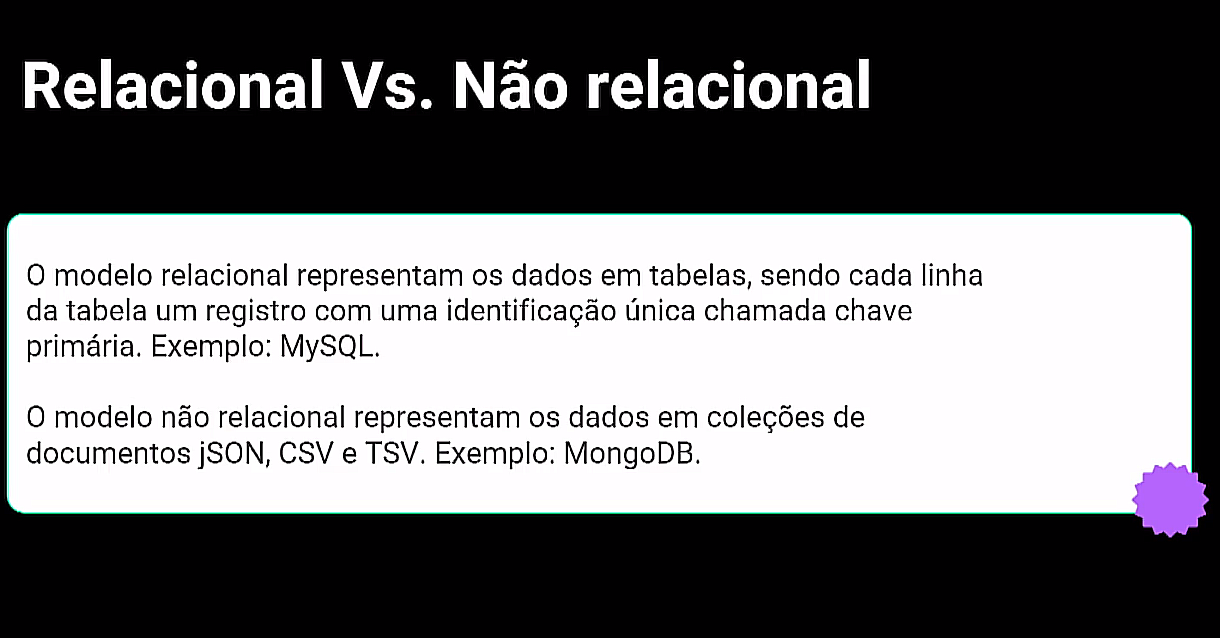 Relacional Vs. Não relacional
O modelo relacional representam os dados em tabelas, sendo cada linha
da tabela um registro com uma identificação única chamada chave
primária. Exemplo: MySQL.
O modelo não relacional representam os dados em coleções de
documentos jSON, CSV e TSV. Exemplo: MongoDB.